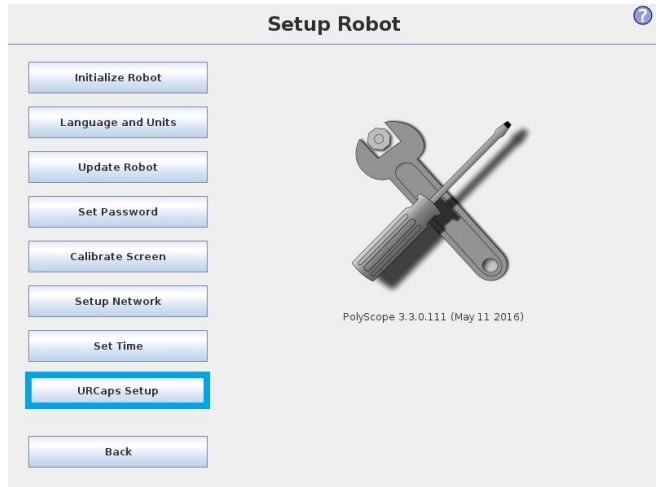 Setup Robot
?
Initialize Robot
Language and Units
Update Robot
Set Password
Calibrate Screen
Setup Network
Set Time
URCaps Setup
Back
PolyScope 3.3.0.111 (May 11 2016)